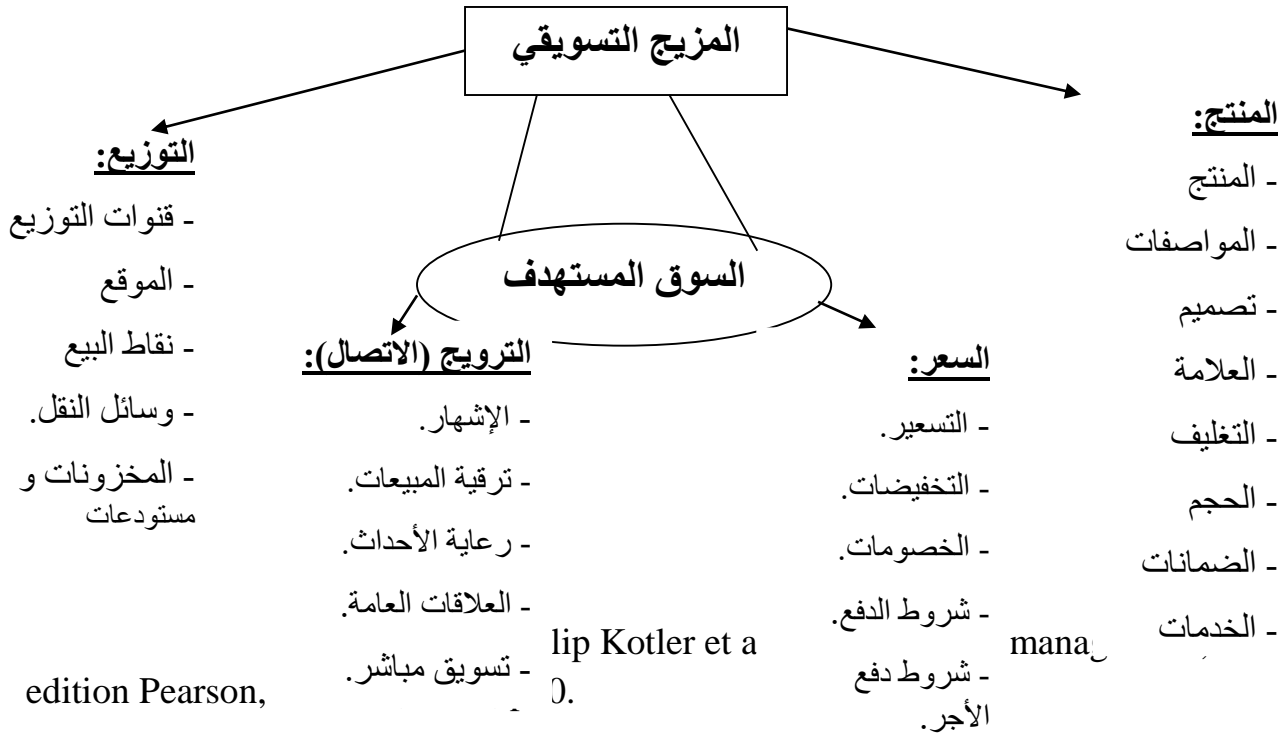 المزيج التسويقي
السوق المستهدف
المنتج:
- المنتج
- المواصفات
- تصميم
- العلامة
- التغليف
- الحجم
- الضمانات
- الخدمات
السعر:
- التسعير.
- التخفيضات.
- الخصومات.
- شروط الدفع.
- شروط دفع
الأجر.
الترويج (الاتصال):
- الإشهار.
- ترقية المبيعات.
- رعاية الأحداث.
- العلاقات العامة.
- تسويق مباشر.
التوزيع:
- قنوات التوزيع
- الموقع
- نقاط البيع
- وسائل النقل.
- المخزونات و
مستودعات
lip Kotler et a mana
edition Pearson, 0.